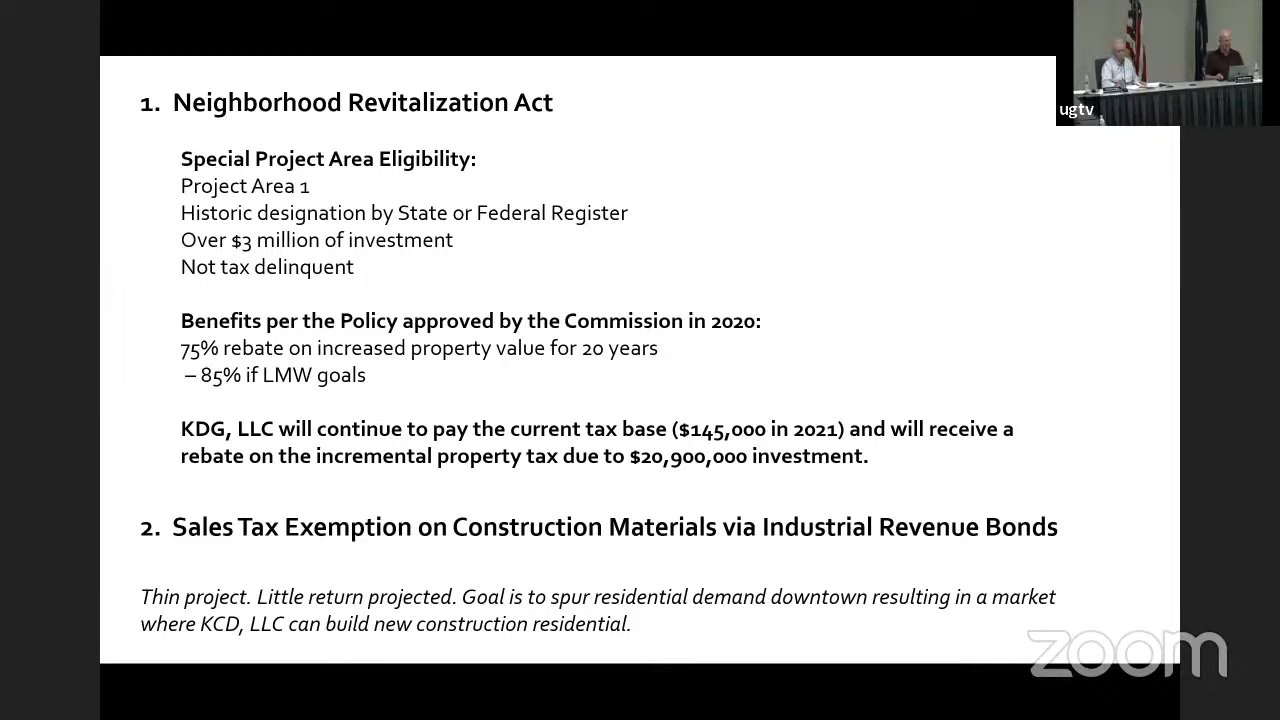 1. Neighborhood Revitalization Act
Special Project Area Eligibility:
Project Area 1
Historic designation by State or Federal Register
Over $3 million of investment
Not tax delinquent
Benefits per the Policy approved by the Commission in 2020:
75% rebate on increased property value for 20 years
– 85% if LMW goals
KDG, LLC will continue to pay the current tax base ($145,000 in 2021) and will receive a
rebate on the incremental property tax due to $20,900,000 investment.
2. Sales Tax Exemption on Construction Materials via Industrial Revenue Bonds
Thin project. Little return projected. Goal is to spur residential demand downtown resulting in a market
where KCD, LLC can build new construction residential.
ugtv
zoom